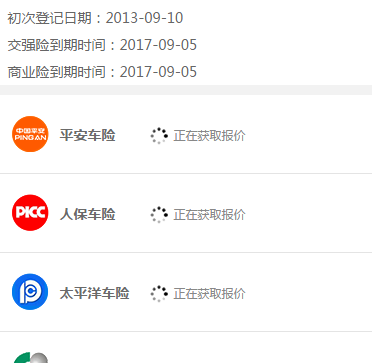 初次登记日期：2013-09-10
交强险到期时间：2017-09-05
商业险到期时间：2017-09-05
中国平安
PING AN
平安车险
正在获取报价
PICC
人保车险
正在获取报价
太平洋车险
正在获取报价